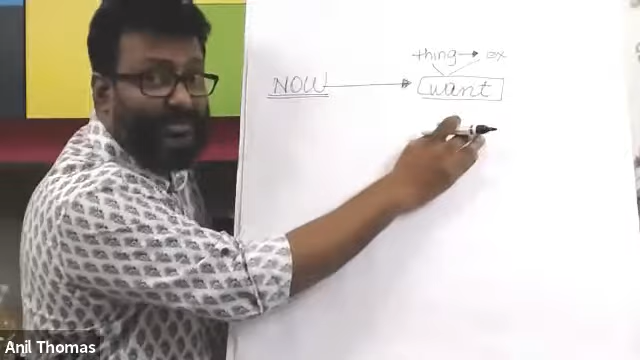 thing → ex
NOW → want
Anil Thomas